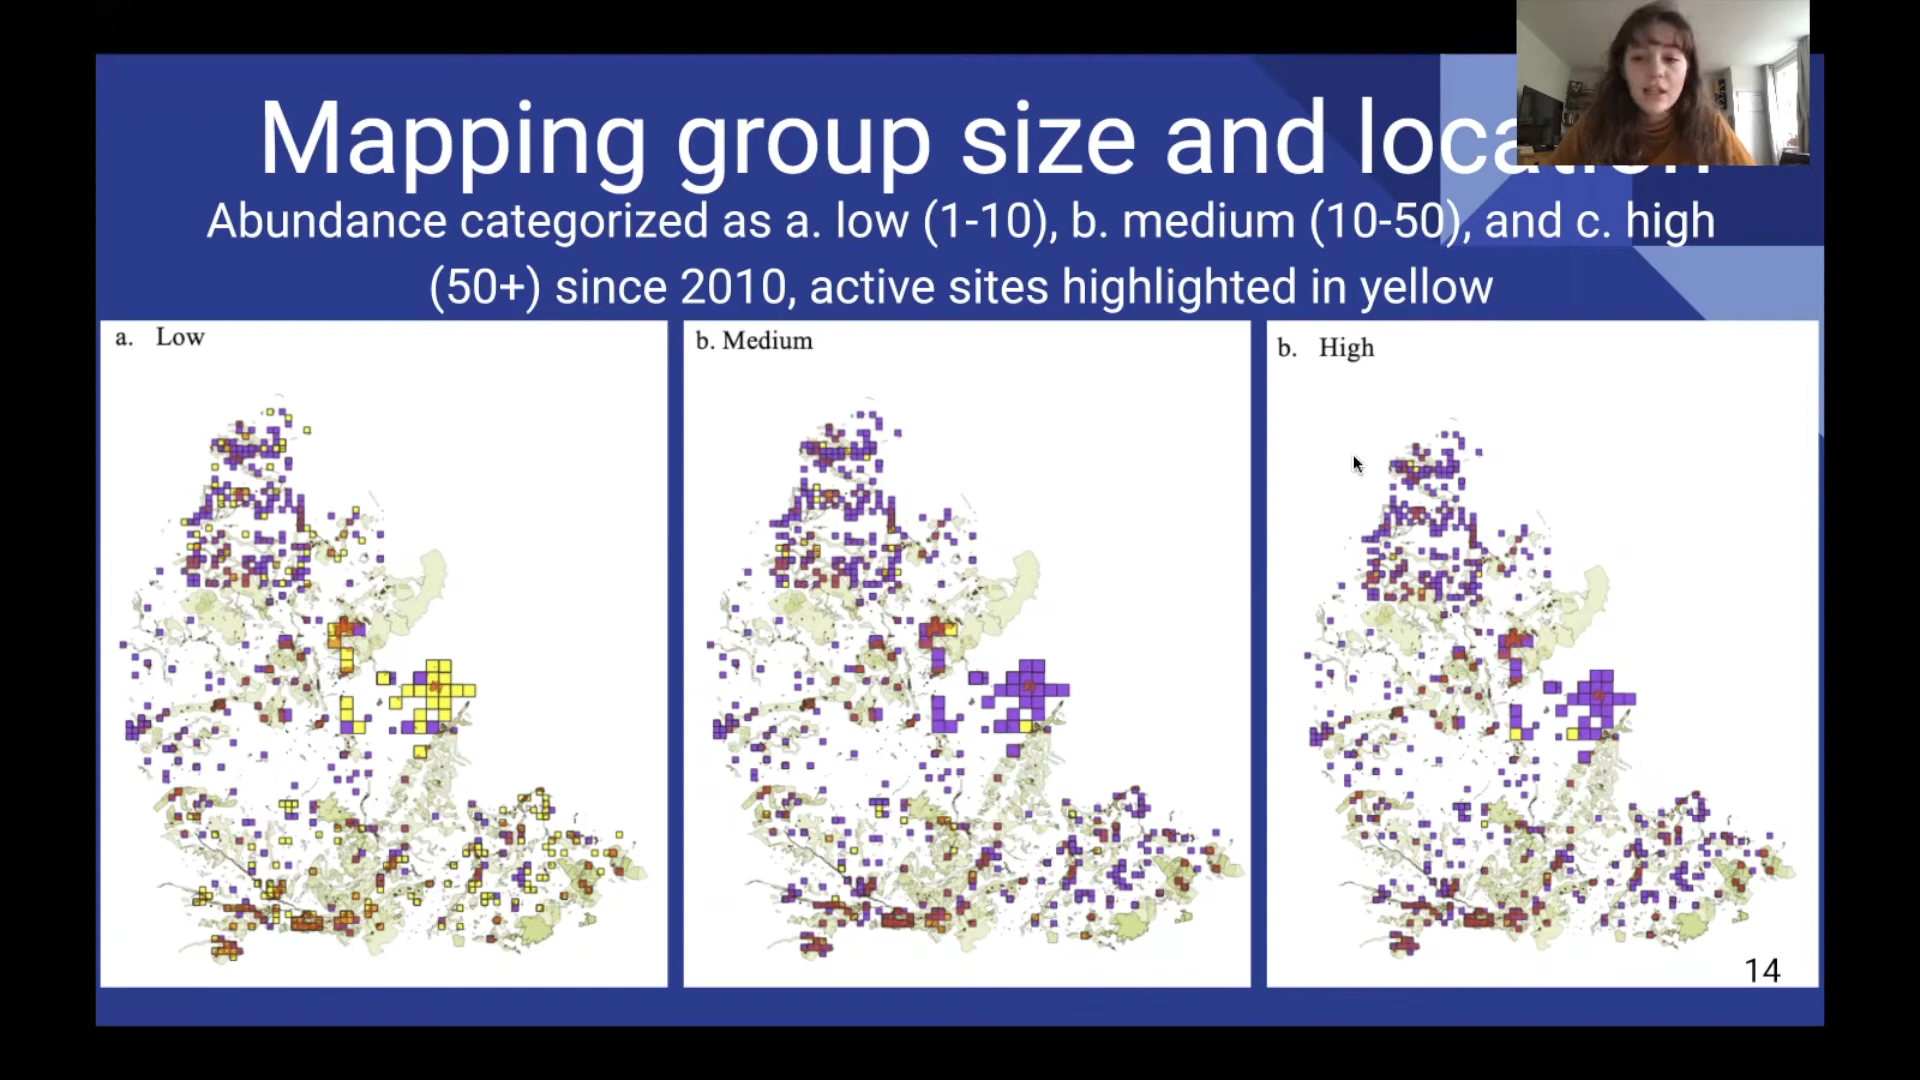 Mapping group size and location
Abundance categorized as a. low (1-10), b. medium (10-50), and c. high
(50+) since 2010, active sites highlighted in yellow
a. Low
b. Medium
b. High
14